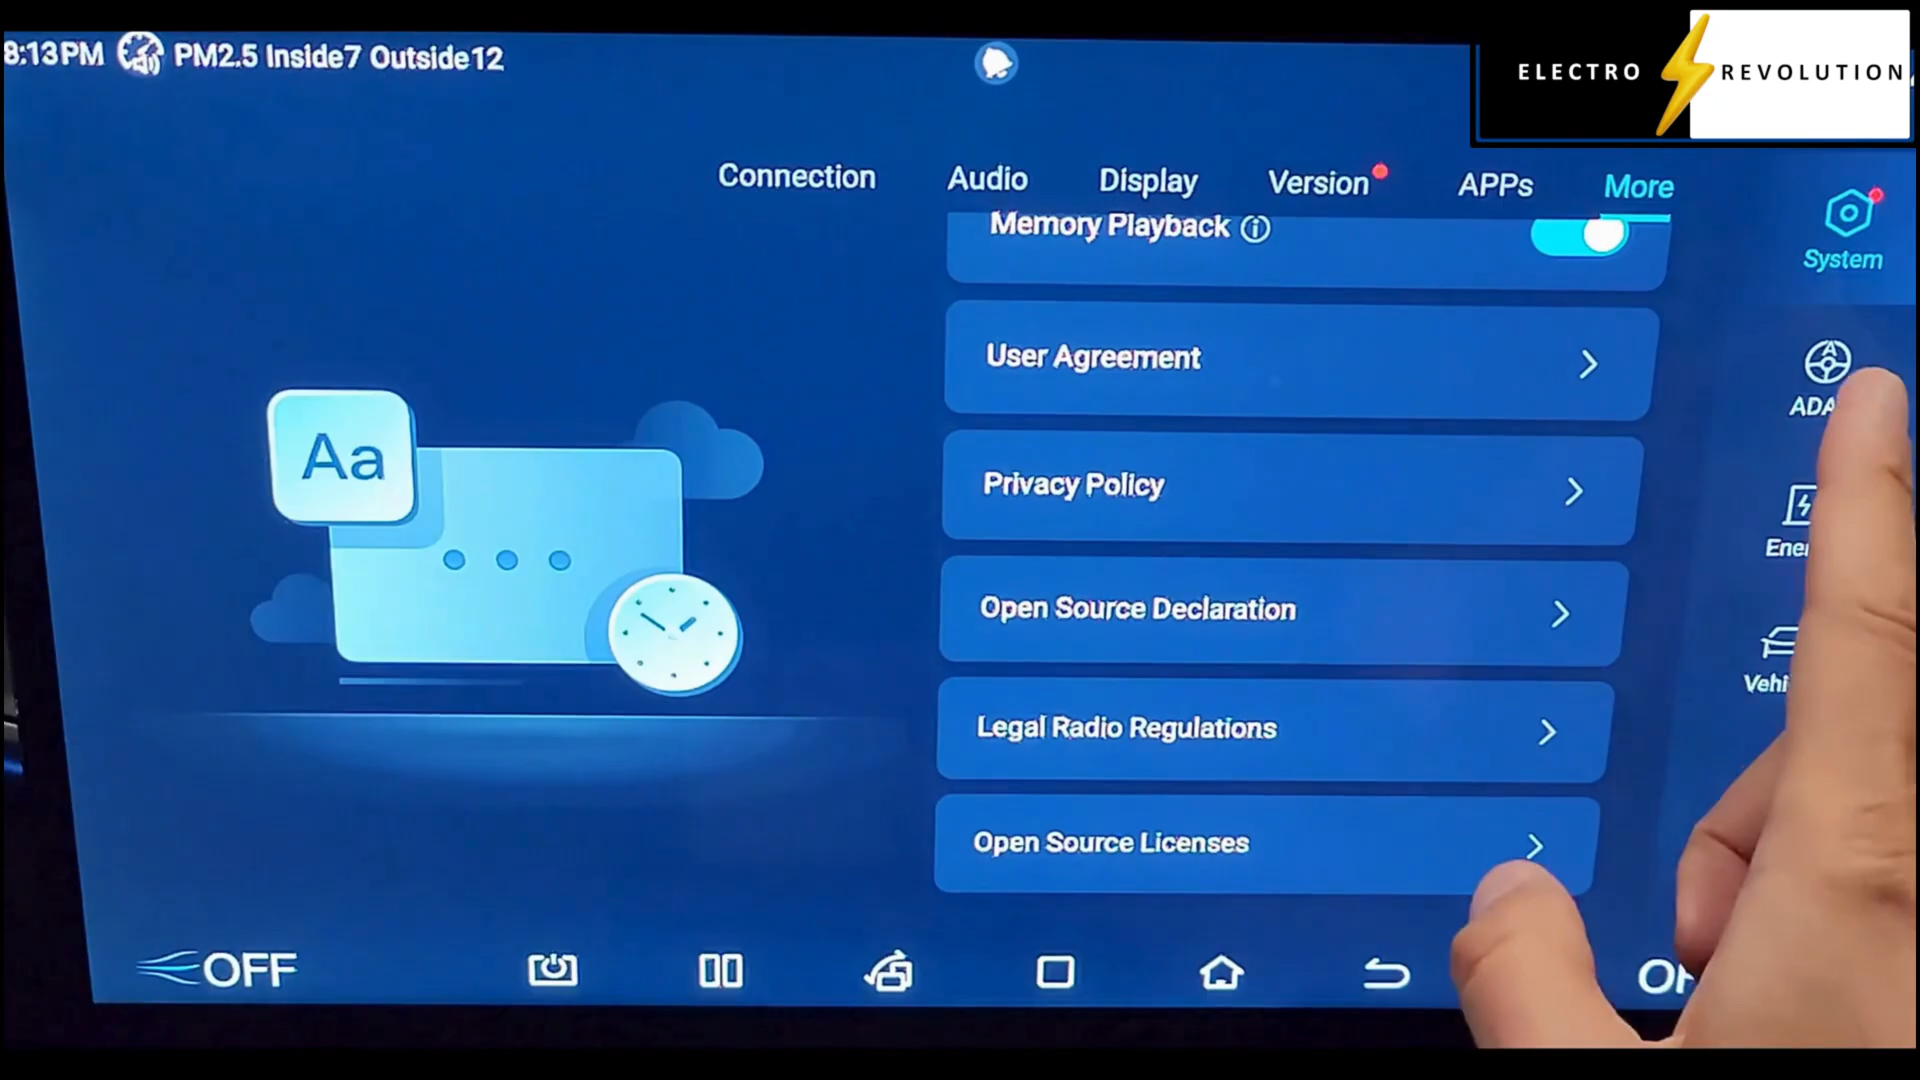 8:13PM PM2.5 Inside7 Outside12
ELECTRO REVOLUTION
Connection Audio Display Version APPs More
Memory Playback
System
User Agreement
Aa
Privacy Policy
Open Source Declaration
Legal Radio Regulations
Open Source Licenses
OFF